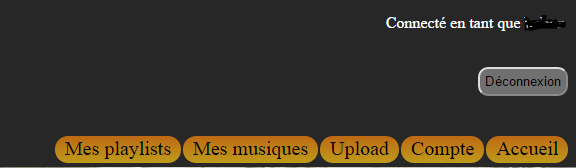 Connecté en tant que
Déconnexion
Mes playlists Mes musiques Upload Compte Accueil